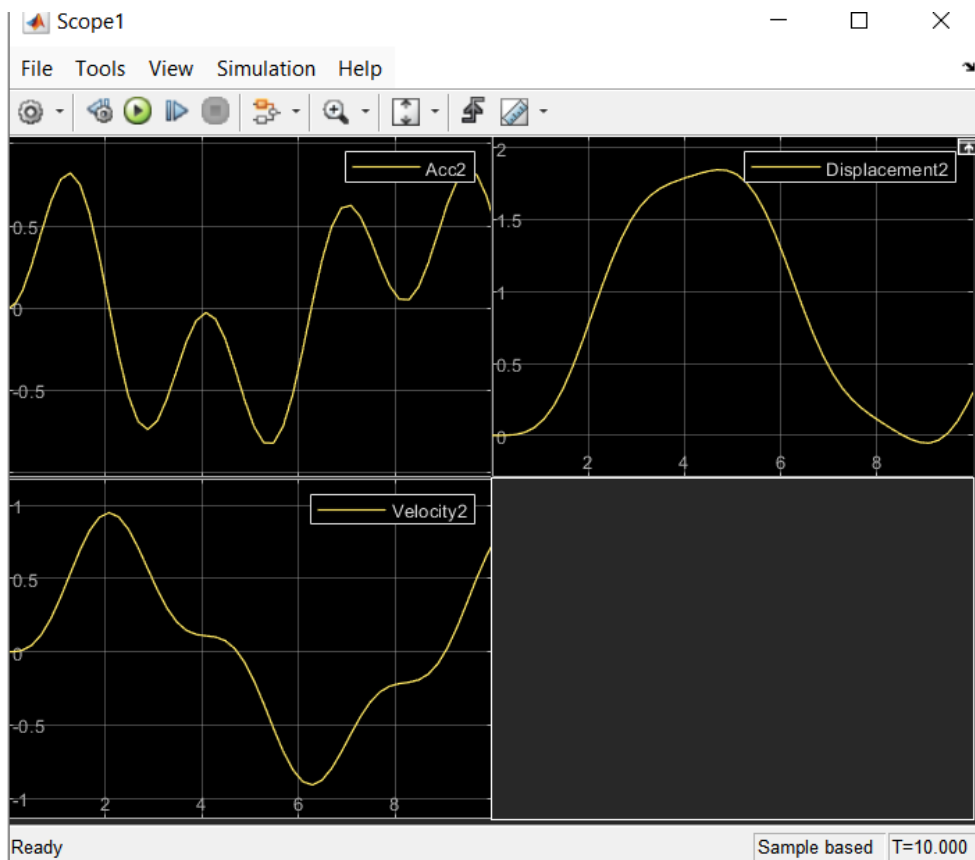 Scope1
File Tools View Simulation Help
Acc2
0.5
0
-0.5
Displacement2
2
1.5
1
0.5
0
2 4 6 8
Velocity2
1
0.5
0
-0.5
-1
2 4 6 8
Ready Sample based T=10.000